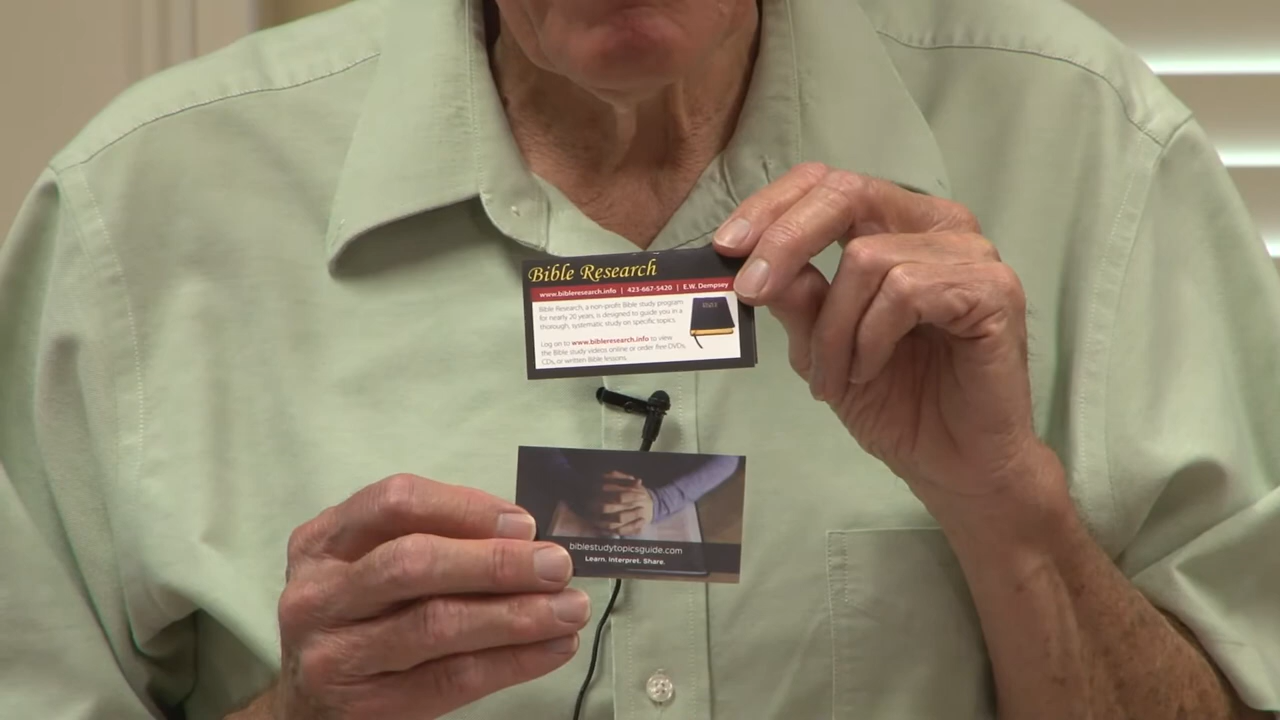 Bible Research
www.bibleresearch.info | 423-667-5420 | E.W. Dempsey
Bible Research, a non-profit Bible study program
for nearly 20 years, is designed to guide you in a
thorough, systematic study on specific topics.
Log on to www.bibleresearch.info to view
the Bible study videos online or order free DVDs,
CDs, or written Bible lessons.
biblestudytopicsguide.com
Learn. Interpret. Share.